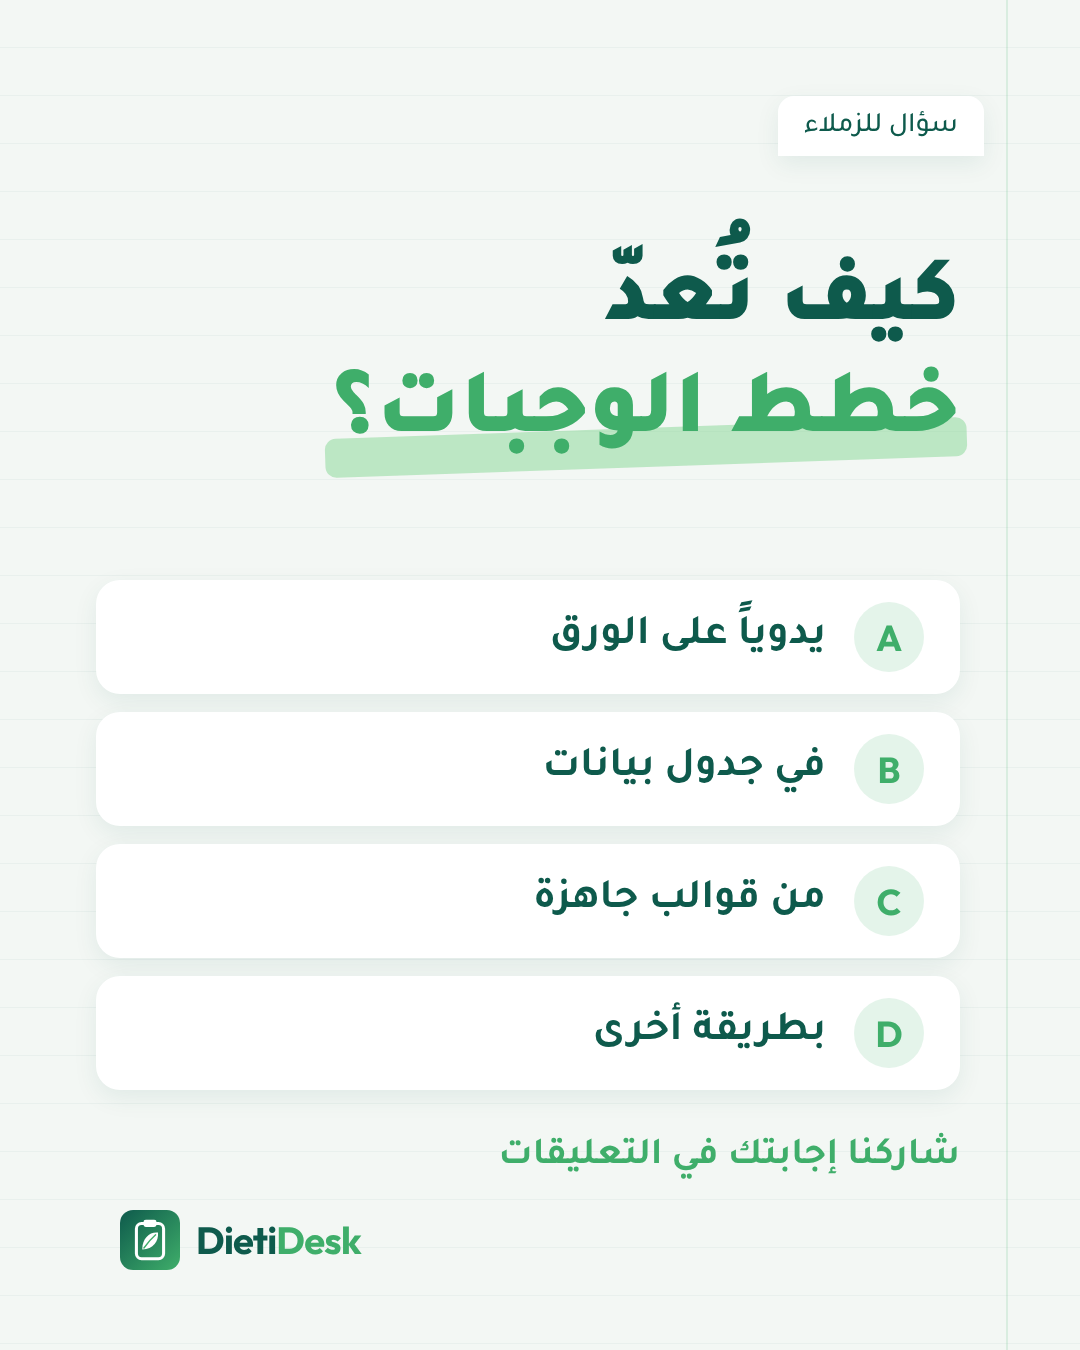 سؤال للزملاء
كيف تُعدّ
خطط الوجبات؟
A يدوياً على الورق
B في جدول بيانات
C من قوالب جاهزة
D بطريقة أخرى
شاركنا إجابتك في التعليقات
DietiDesk